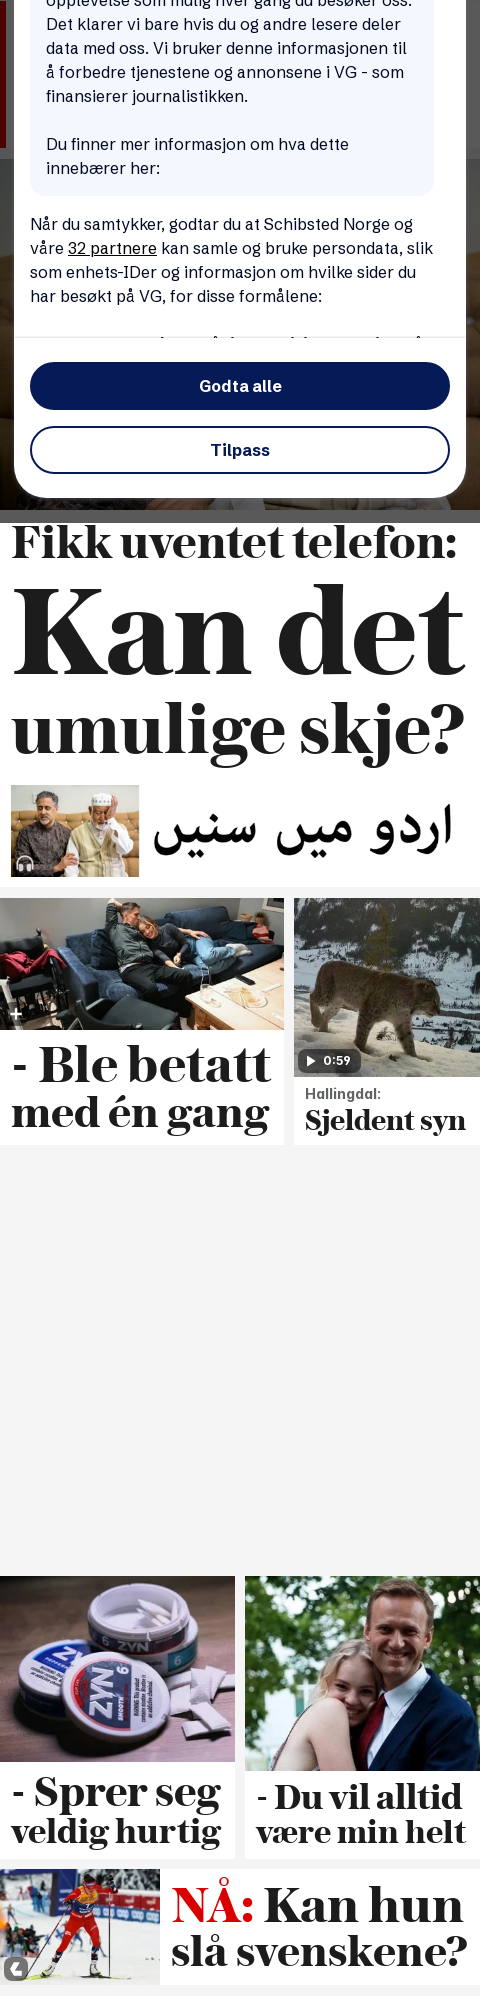 opplevelse som mulig hver gang du besøker oss.
Det klarer vi bare hvis du og andre lesere deler
data med oss. Vi bruker denne informasjonen til
å forbedre tjenestene og annonsene i VG - som
finansierer journalistikken.
Du finner mer informasjon om hva dette
innebærer her:
Når du samtykker, godtar du at Schibsted Norge og
våre 32 partnere kan samle og bruke persondata, slik
som enhets-IDer og informasjon om hvilke sider du
har besøkt på VG, for disse formålene:
Godta alle
Tilpass
Fikk uventet telefon:
Kan det
umulige skje?
اردو میں سنیں
- Ble betatt
med én gang
0:59
Hallingdal:
Sjeldent syn
ZYN
6
ZYN
ZYN
6
SMOOTH
- Sprer seg
veldig hurtig
- Du vil alltid
være min helt
NÅ: Kan hun
slå svenskene?